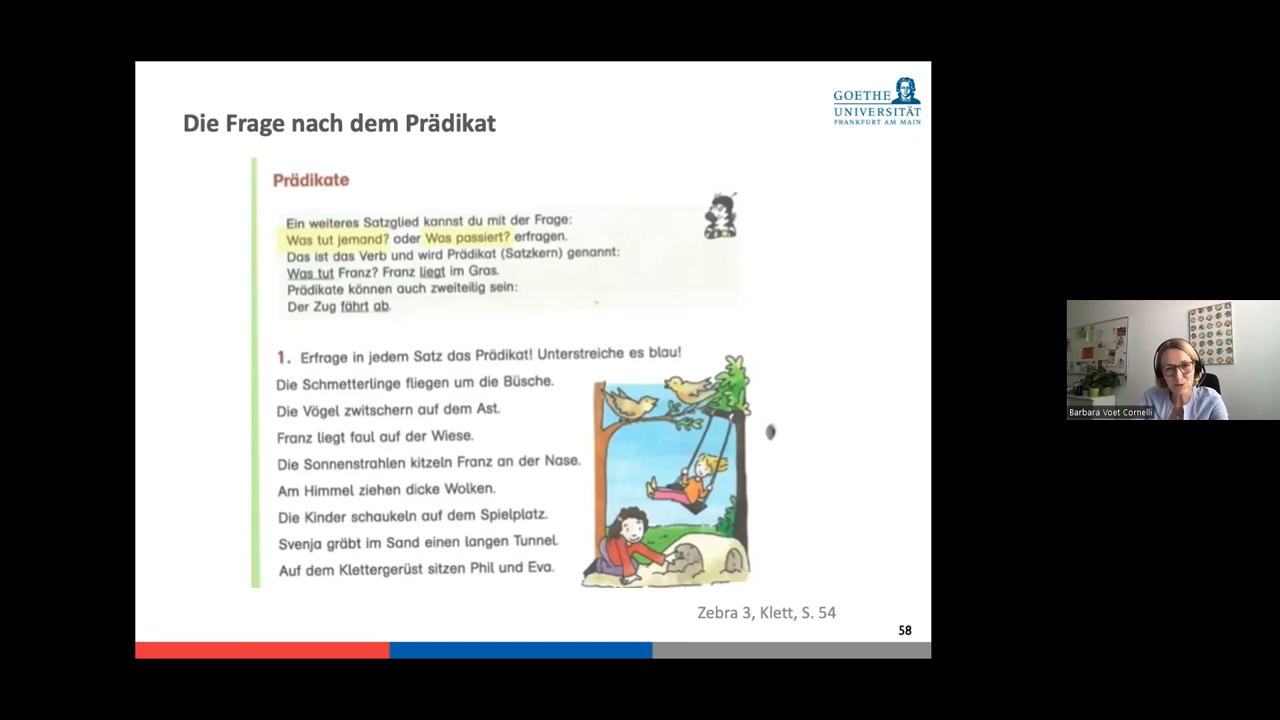 GOETHE
UNIVERSITÄT
FRANKFURT AM MAIN
Die Frage nach dem Prädikat
Prädikate
Ein weiteres Satzglied kannst du mit der Frage:
Was tut jemand? oder Was passiert? erfragen.
Das ist das Verb und wird Prädikat (Satzkern) genannt:
Was tut Franz? Franz liegt im Gras.
Prädikate können auch zweiteilig sein:
Der Zug fährt ab.
1. Erfrage in jedem Satz das Prädikat! Unterstreiche es blau!
Die Schmetterlinge fliegen um die Büsche.
Die Vögel zwitschern auf dem Ast.
Franz liegt faul auf der Wiese.
Die Sonnenstrahlen kitzeln Franz an der Nase.
Am Himmel ziehen dicke Wolken.
Die Kinder schaukeln auf dem Spielplatz.
Svenja gräbt im Sand einen langen Tunnel.
Auf dem Klettergerüst sitzen Phil und Eva.
Zebra 3, Klett, S. 54
58
Barbara Voet Cornelli